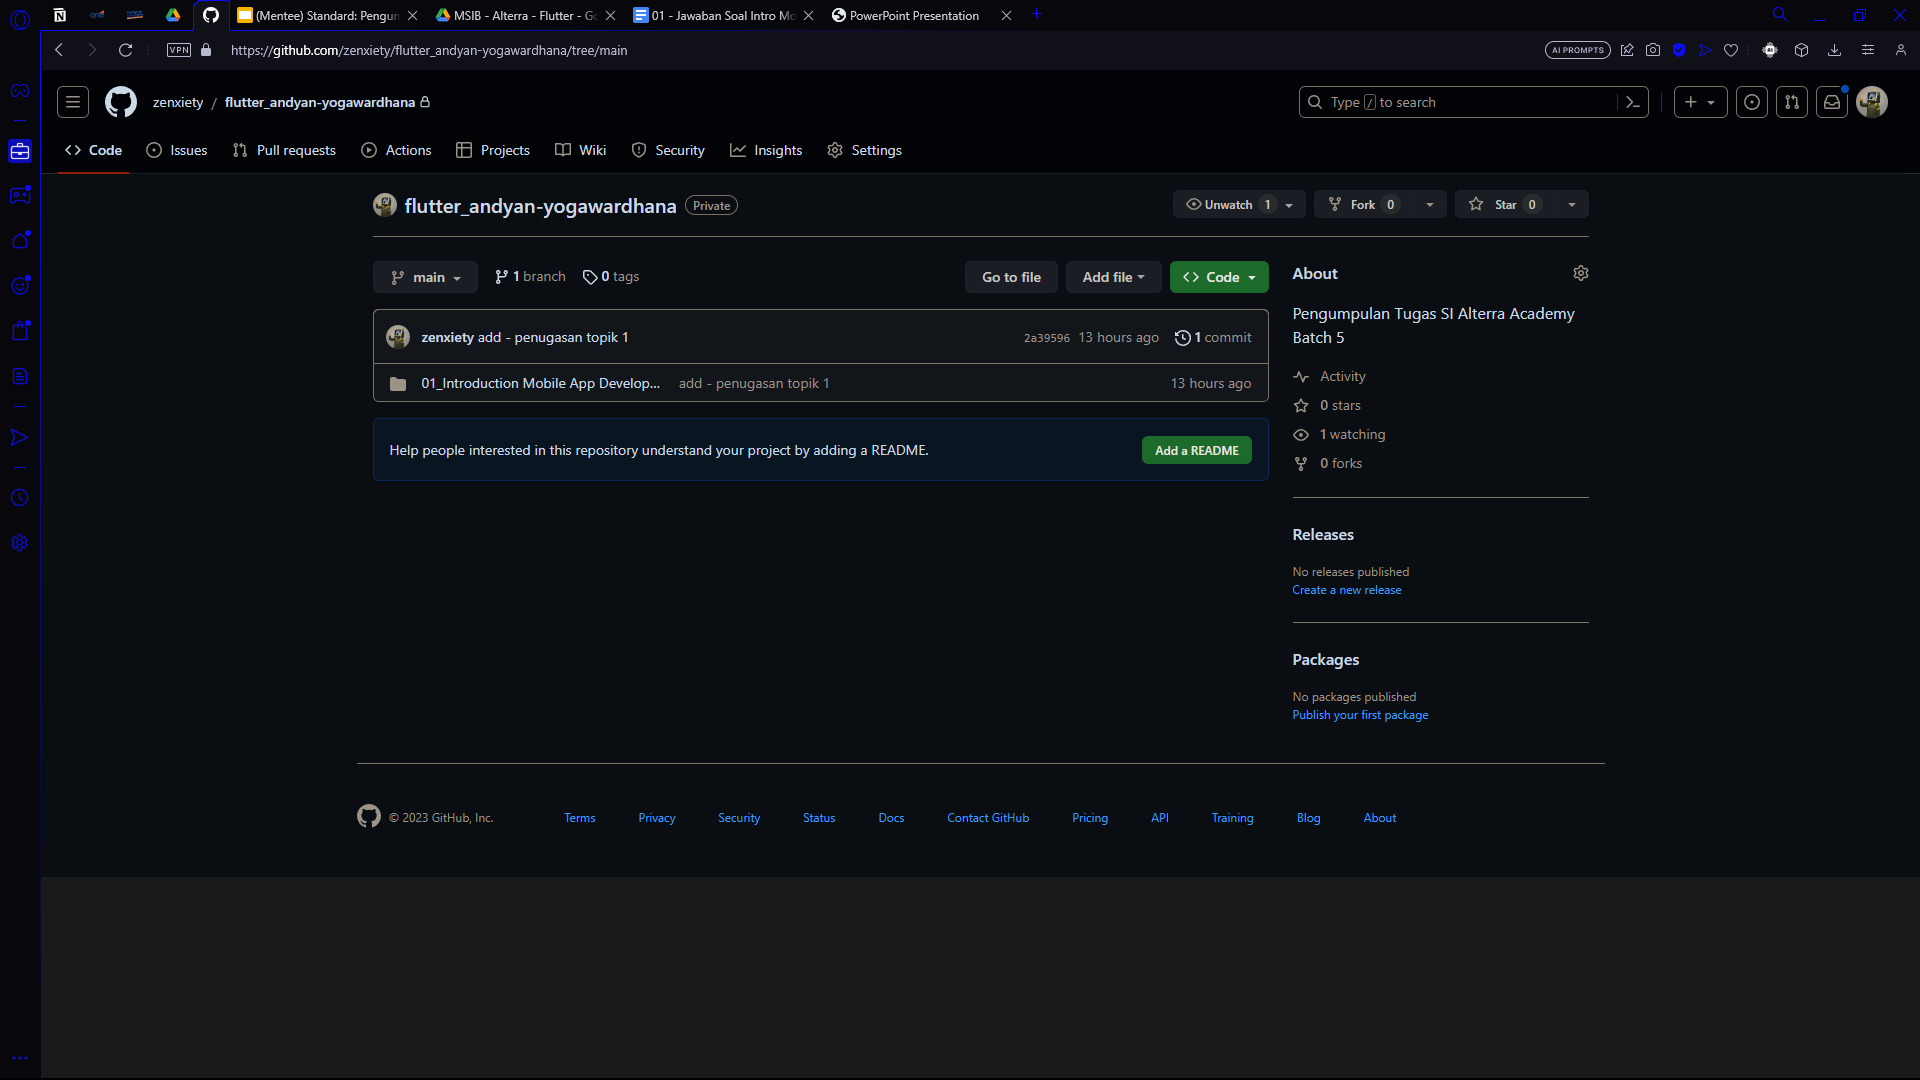 (Mentee) Standard: Pengum
MSIB - Alterra - Flutter - Go
01 - Jawaban Soal Intro Mo
PowerPoint Presentation
VPN
https://github.com/zenxiety/flutter_andyan-yogawardhana/tree/main
AI PROMPTS
zenxiety / flutter_andyan-yogawardhana
Type / to search
Code
Issues
Pull requests
Actions
Projects
Wiki
Security
Insights
Settings
flutter_andyan-yogawardhana Private
Unwatch 1
Fork 0
Star 0
main
1 branch
0 tags
Go to file
Add file
Code
zenxiety add - penugasan topik 1
2a39596 13 hours ago
1 commit
01_Introduction Mobile App Develop...
add - penugasan topik 1
13 hours ago
Help people interested in this repository understand your project by adding a README.
Add a README
About
Pengumpulan Tugas SI Alterra Academy
Batch 5
Activity
0 stars
1 watching
0 forks
Releases
No releases published
Create a new release
Packages
No packages published
Publish your first package
© 2023 GitHub, Inc.
Terms
Privacy
Security
Status
Docs
Contact GitHub
Pricing
API
Training
Blog
About